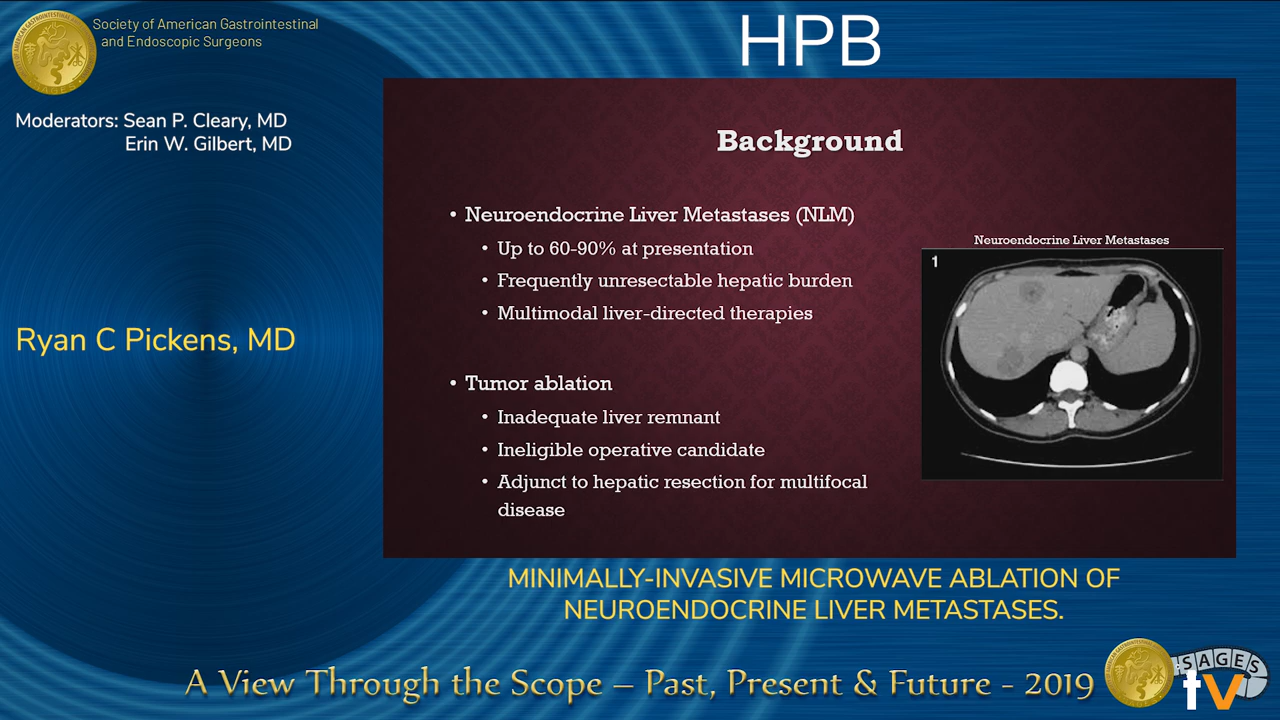 Society of American Gastrointestinal
and Endoscopic Surgeons
HPB
Moderators: Sean P. Cleary, MD
Erin W. Gilbert, MD
Ryan C Pickens, MD
Background
• Neuroendocrine Liver Metastases (NLM)
• Up to 60-90% at presentation
• Frequently unresectable hepatic burden
• Multimodal liver-directed therapies
• Tumor ablation
• Inadequate liver remnant
• Ineligible operative candidate
• Adjunct to hepatic resection for multifocal
disease
Neuroendocrine Liver Metastases
1
MINIMALLY-INVASIVE MICROWAVE ABLATION OF
NEUROENDOCRINE LIVER METASTASES.
A View Through the Scope – Past, Present & Future - 2019
SAGES
tv